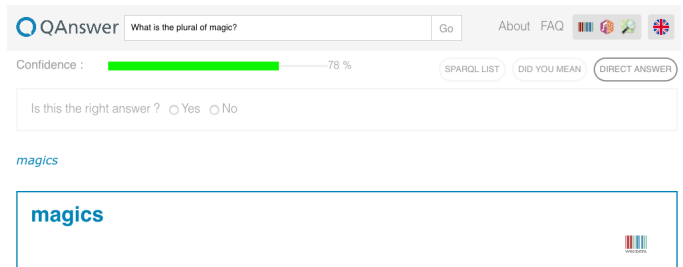 QAnswer What is the plural of magic? Go About FAQ
Confidence : 78 % SPARQL LIST DID YOU MEAN DIRECT ANSWER
Is this the right answer ? Yes No
magics
magics
WIKIDATA